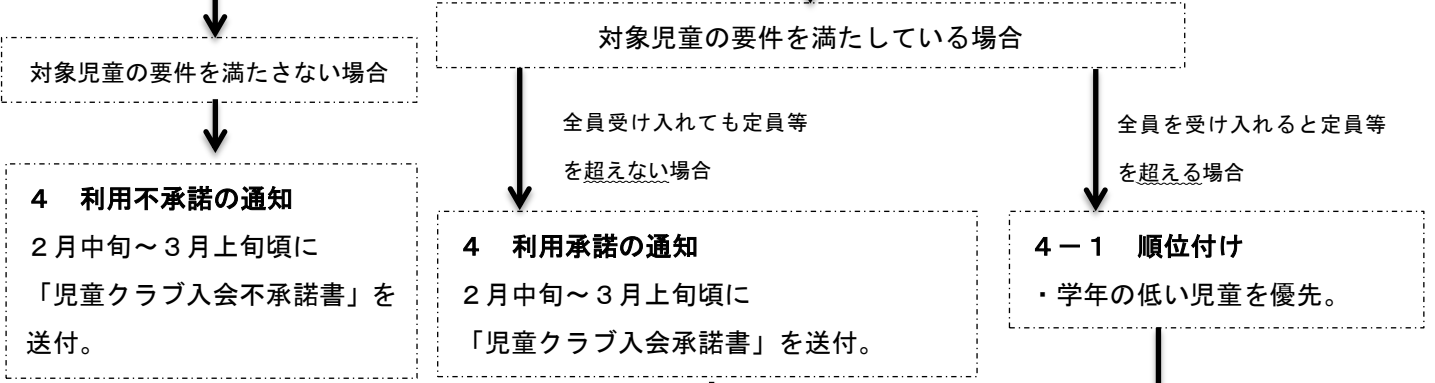 対象児童の要件を満たさない場合
４　利用不承諾の通知
２月中旬～３月上旬頃に
「児童クラブ入会不承諾書」を
送付。
対象児童の要件を満たしている場合
全員受け入れても定員等
を超えない場合
４　利用承諾の通知
２月中旬～３月上旬頃に
「児童クラブ入会承諾書」を送付。
全員を受け入れると定員等
を超える場合
４－１　順位付け
・学年の低い児童を優先。